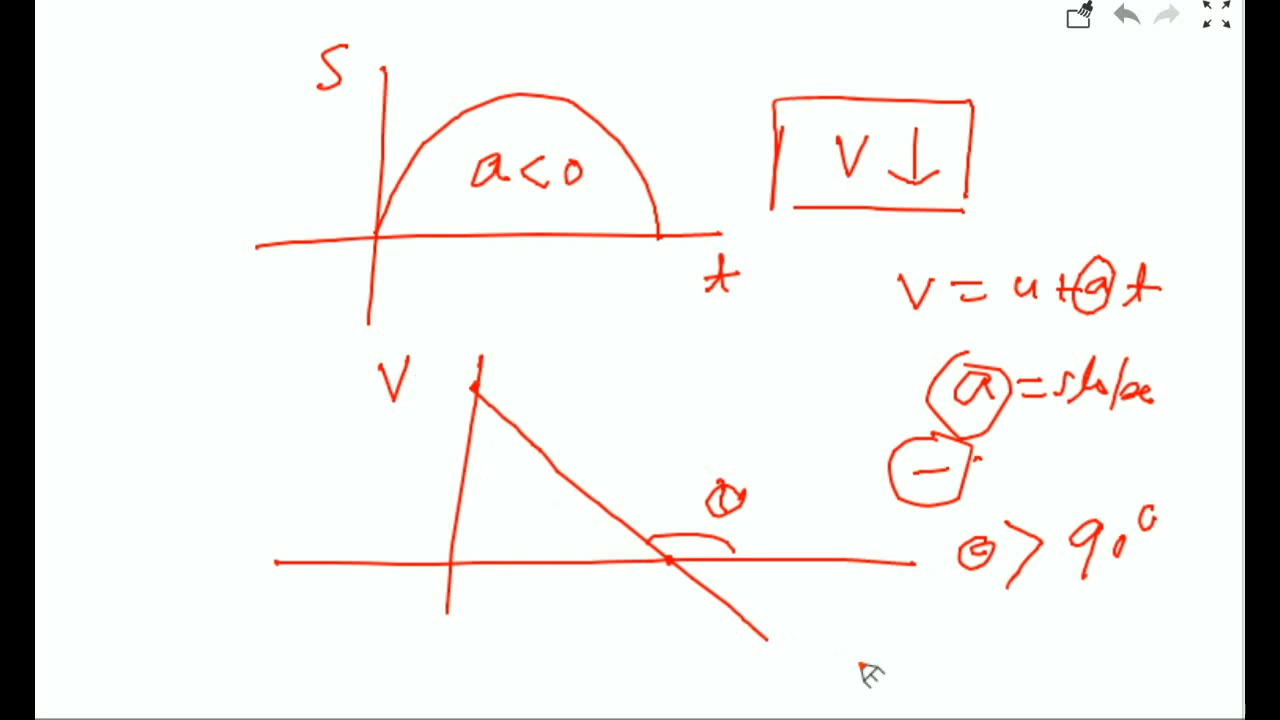 S
a<0
V ↓
t
v = u + at
V
a = slope
−
θ
θ > 90°